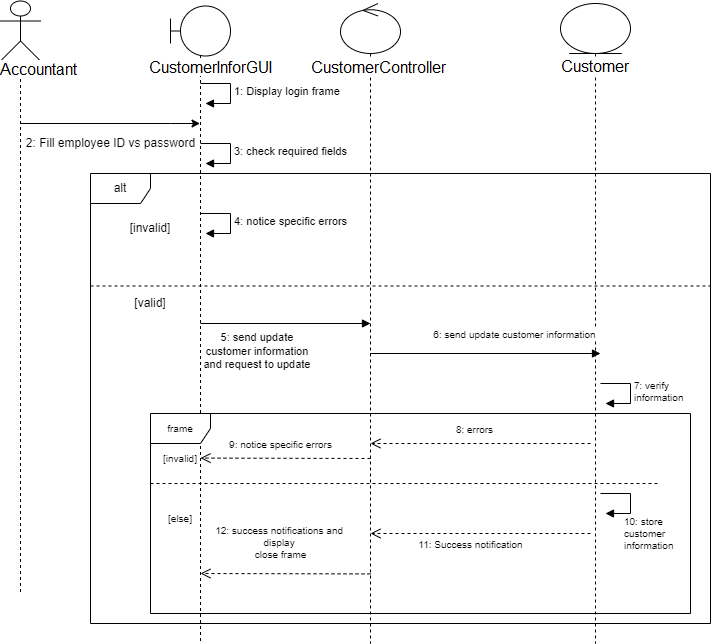 Accountant
CustomerInforGUI
CustomerController
Customer
1: Display login frame
2: Fill employee ID vs password
3: check required fields
alt
[invalid]
4: notice specific errors
[valid]
5: send update
customer information
and request to update
6: send update customer information
7: verify
information
frame
8: errors
9: notice specific errors
[invalid]
[else]
10: store
customer
information
11: Success notification
12: success notifications and
display
close frame